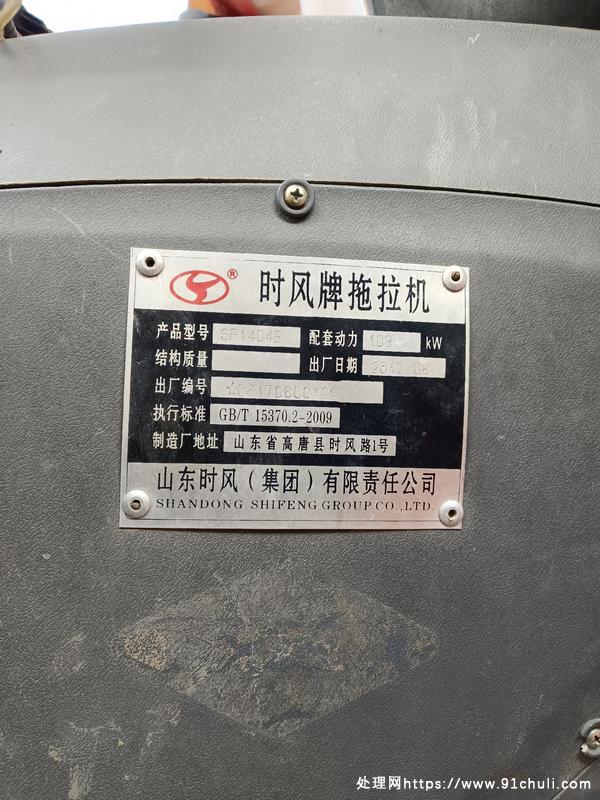 ® 时风牌拖拉机
产品型号 配套动力 kW
结构质量 出厂日期 2017
出厂编号
执行标准 GB/T 15370.2-2009
制造厂地址 山东省高唐县时风路1号
山东时风（集团）有限责任公司
SHANDONG SHIFENG GROUP CO.,LTD.
处理网https://www.91chuli.com